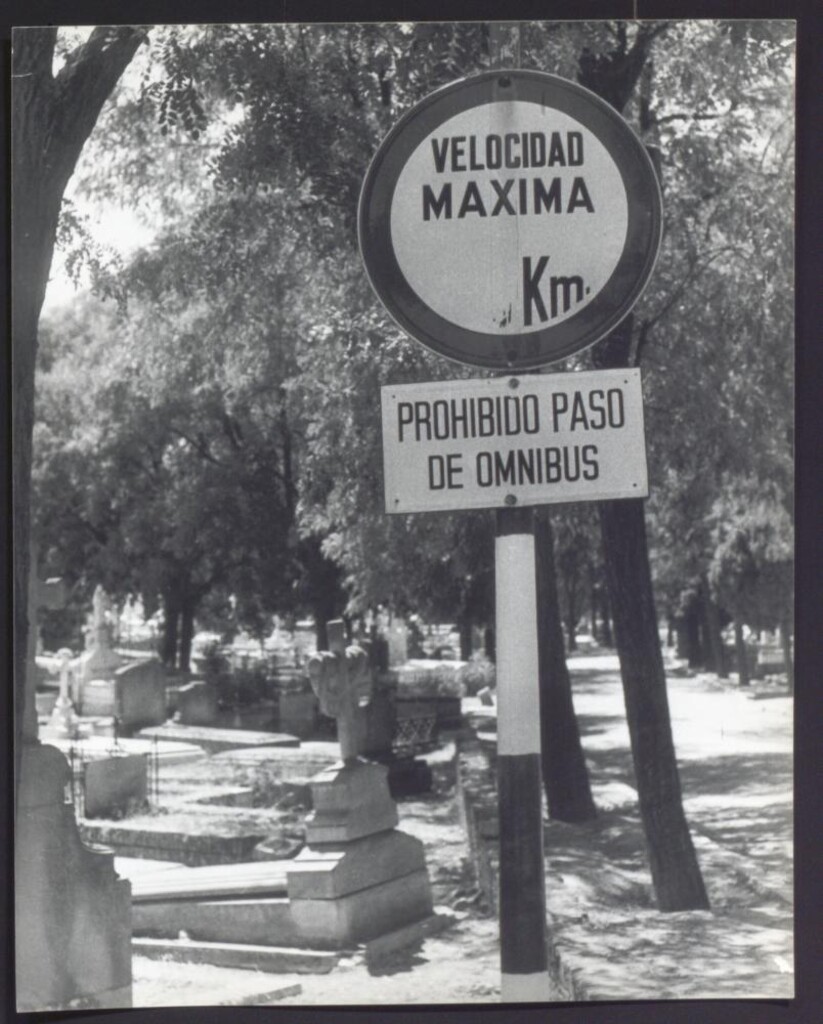 VELOCIDAD
MAXIMA
Km.
PROHIBIDO PASO
DE OMNIBUS